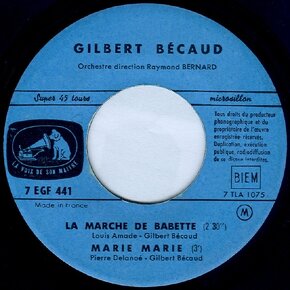 GILBERT BÉCAUD
Orchestre direction Raymond BERNARD
Super 45 tours
microsillon
LA VOIX DE SON MAITRE
Tous droits du producteur
phonographique et du
propriétaire de l'œuvre
enregistrée réservés.
Duplication, exécution
publique, radiodiffusion
de ce disque interdites.
7 EGF 441
BIEM
7 TLA 1075
Made in France
M
LA MARCHE DE BABETTE (2'30'')
Louis Amade - Gilbert Bécaud
MARIE MARIE (3')
Pierre Delanoé - Gilbert Bécaud